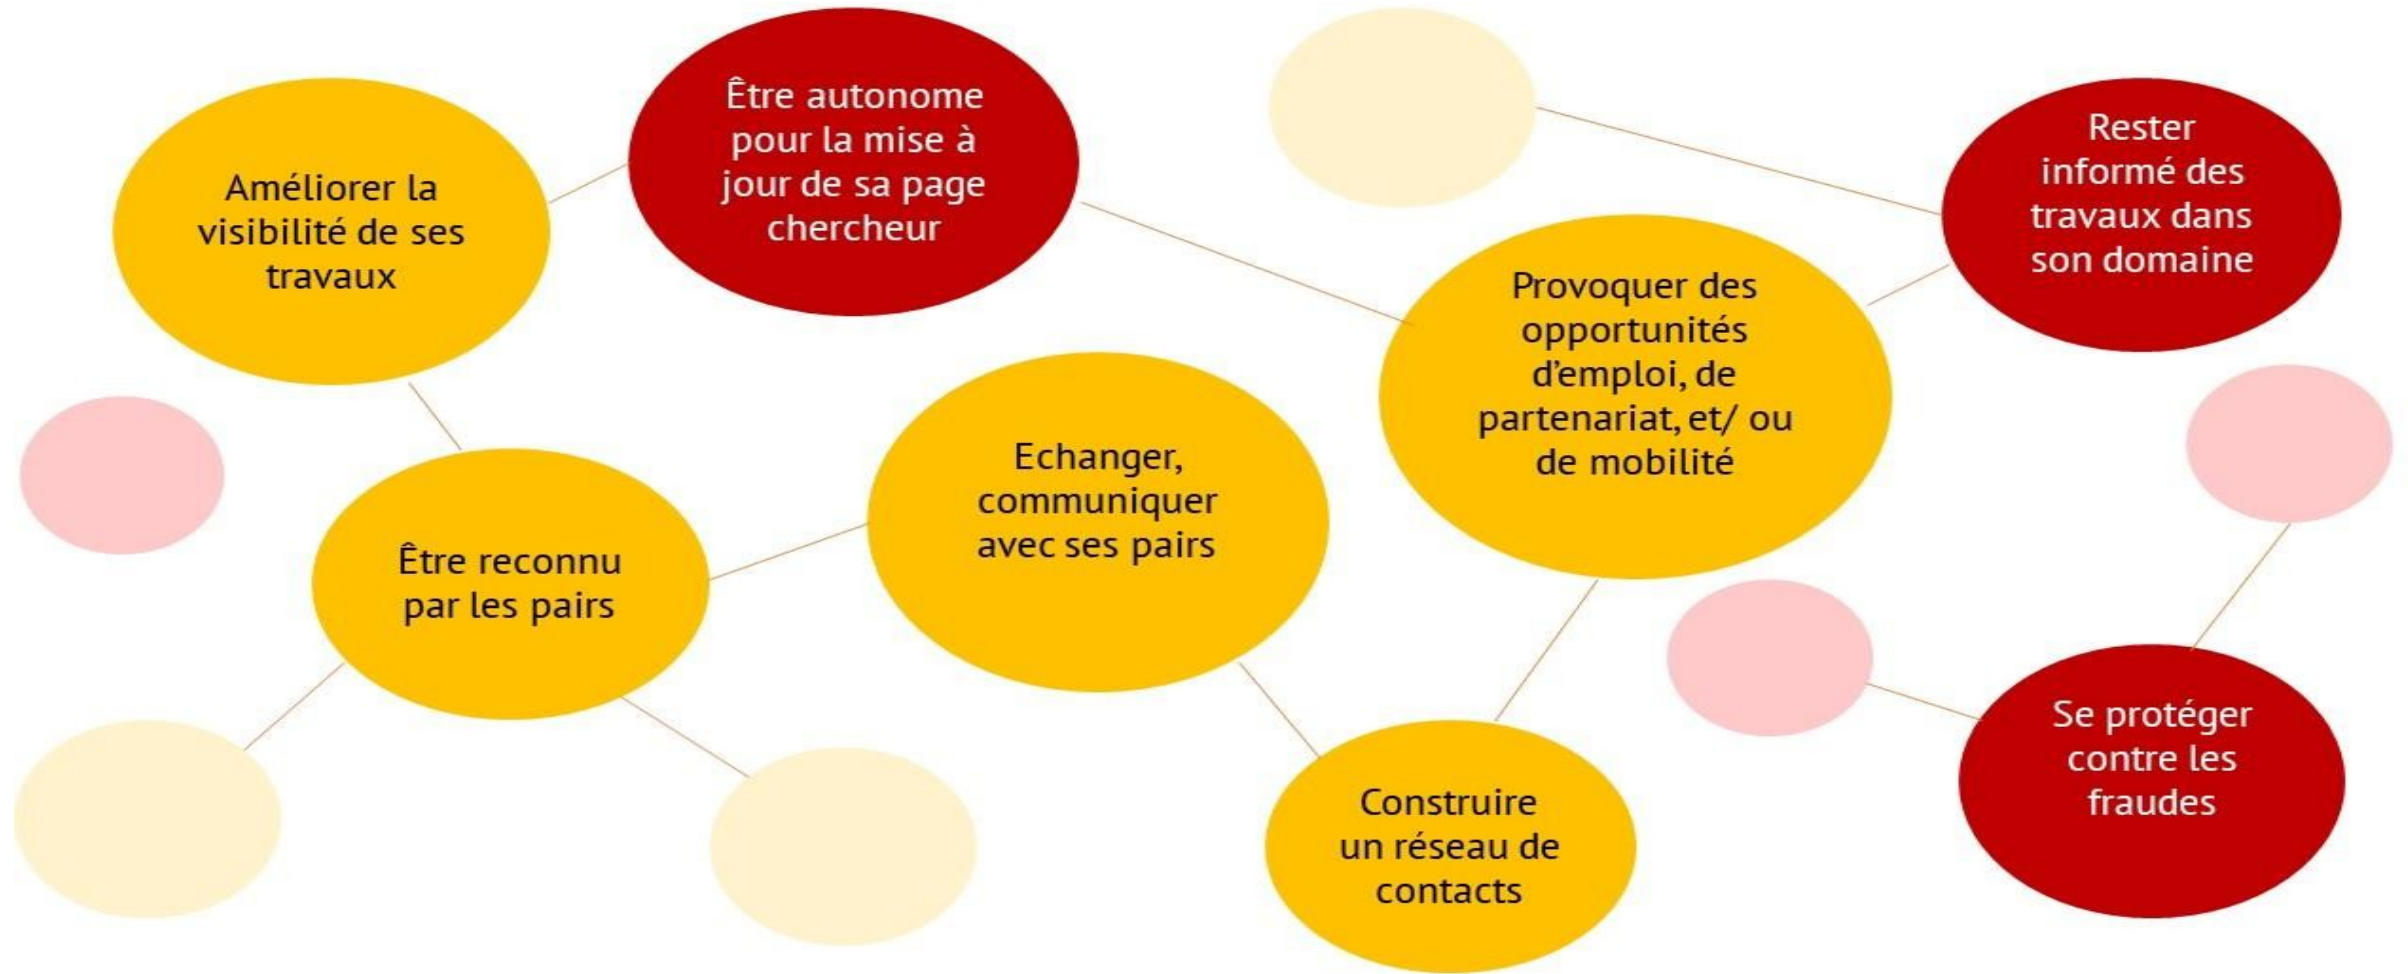 Améliorer la
visibilité de ses
travaux
Être autonome
pour la mise à
jour de sa page
chercheur
Rester
informé des
travaux dans
son domaine
Provoquer des
opportunités
d’emploi, de
partenariat, et/ ou
de mobilité
Echanger,
communiquer
avec ses pairs
Être reconnu
par les pairs
Construire
un réseau de
contacts
Se protéger
contre les
fraudes